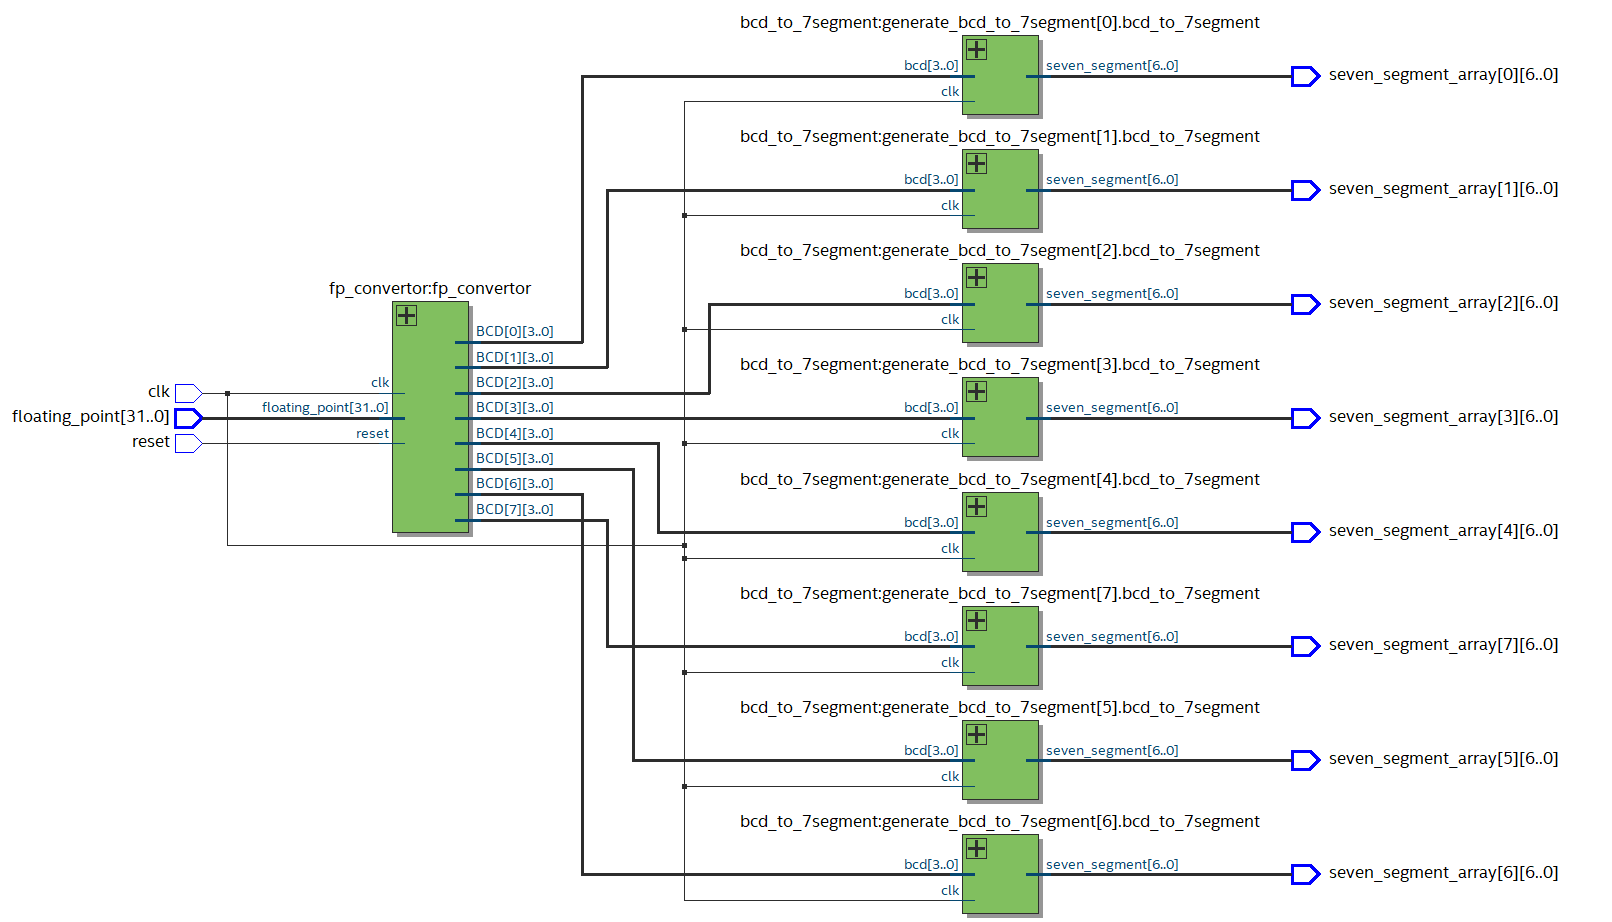 bcd_to_7segment:generate_bcd_to_7segment[0].bcd_to_7segment
bcd[3..0]
seven_segment[6..0]
seven_segment_array[0][6..0]
clk
bcd_to_7segment:generate_bcd_to_7segment[1].bcd_to_7segment
bcd[3..0]
seven_segment[6..0]
seven_segment_array[1][6..0]
clk
bcd_to_7segment:generate_bcd_to_7segment[2].bcd_to_7segment
bcd[3..0]
seven_segment[6..0]
seven_segment_array[2][6..0]
clk
fp_convertor:fp_convertor
BCD[0][3..0]
BCD[1][3..0]
BCD[2][3..0]
BCD[3][3..0]
BCD[4][3..0]
BCD[5][3..0]
BCD[6][3..0]
BCD[7][3..0]
clk
clk
floating_point[31..0]
floating_point[31..0]
reset
reset
bcd_to_7segment:generate_bcd_to_7segment[3].bcd_to_7segment
bcd[3..0]
seven_segment[6..0]
seven_segment_array[3][6..0]
clk
bcd_to_7segment:generate_bcd_to_7segment[4].bcd_to_7segment
bcd[3..0]
seven_segment[6..0]
seven_segment_array[4][6..0]
clk
bcd_to_7segment:generate_bcd_to_7segment[7].bcd_to_7segment
bcd[3..0]
seven_segment[6..0]
seven_segment_array[7][6..0]
clk
bcd_to_7segment:generate_bcd_to_7segment[5].bcd_to_7segment
bcd[3..0]
seven_segment[6..0]
seven_segment_array[5][6..0]
clk
bcd_to_7segment:generate_bcd_to_7segment[6].bcd_to_7segment
bcd[3..0]
seven_segment[6..0]
seven_segment_array[6][6..0]
clk